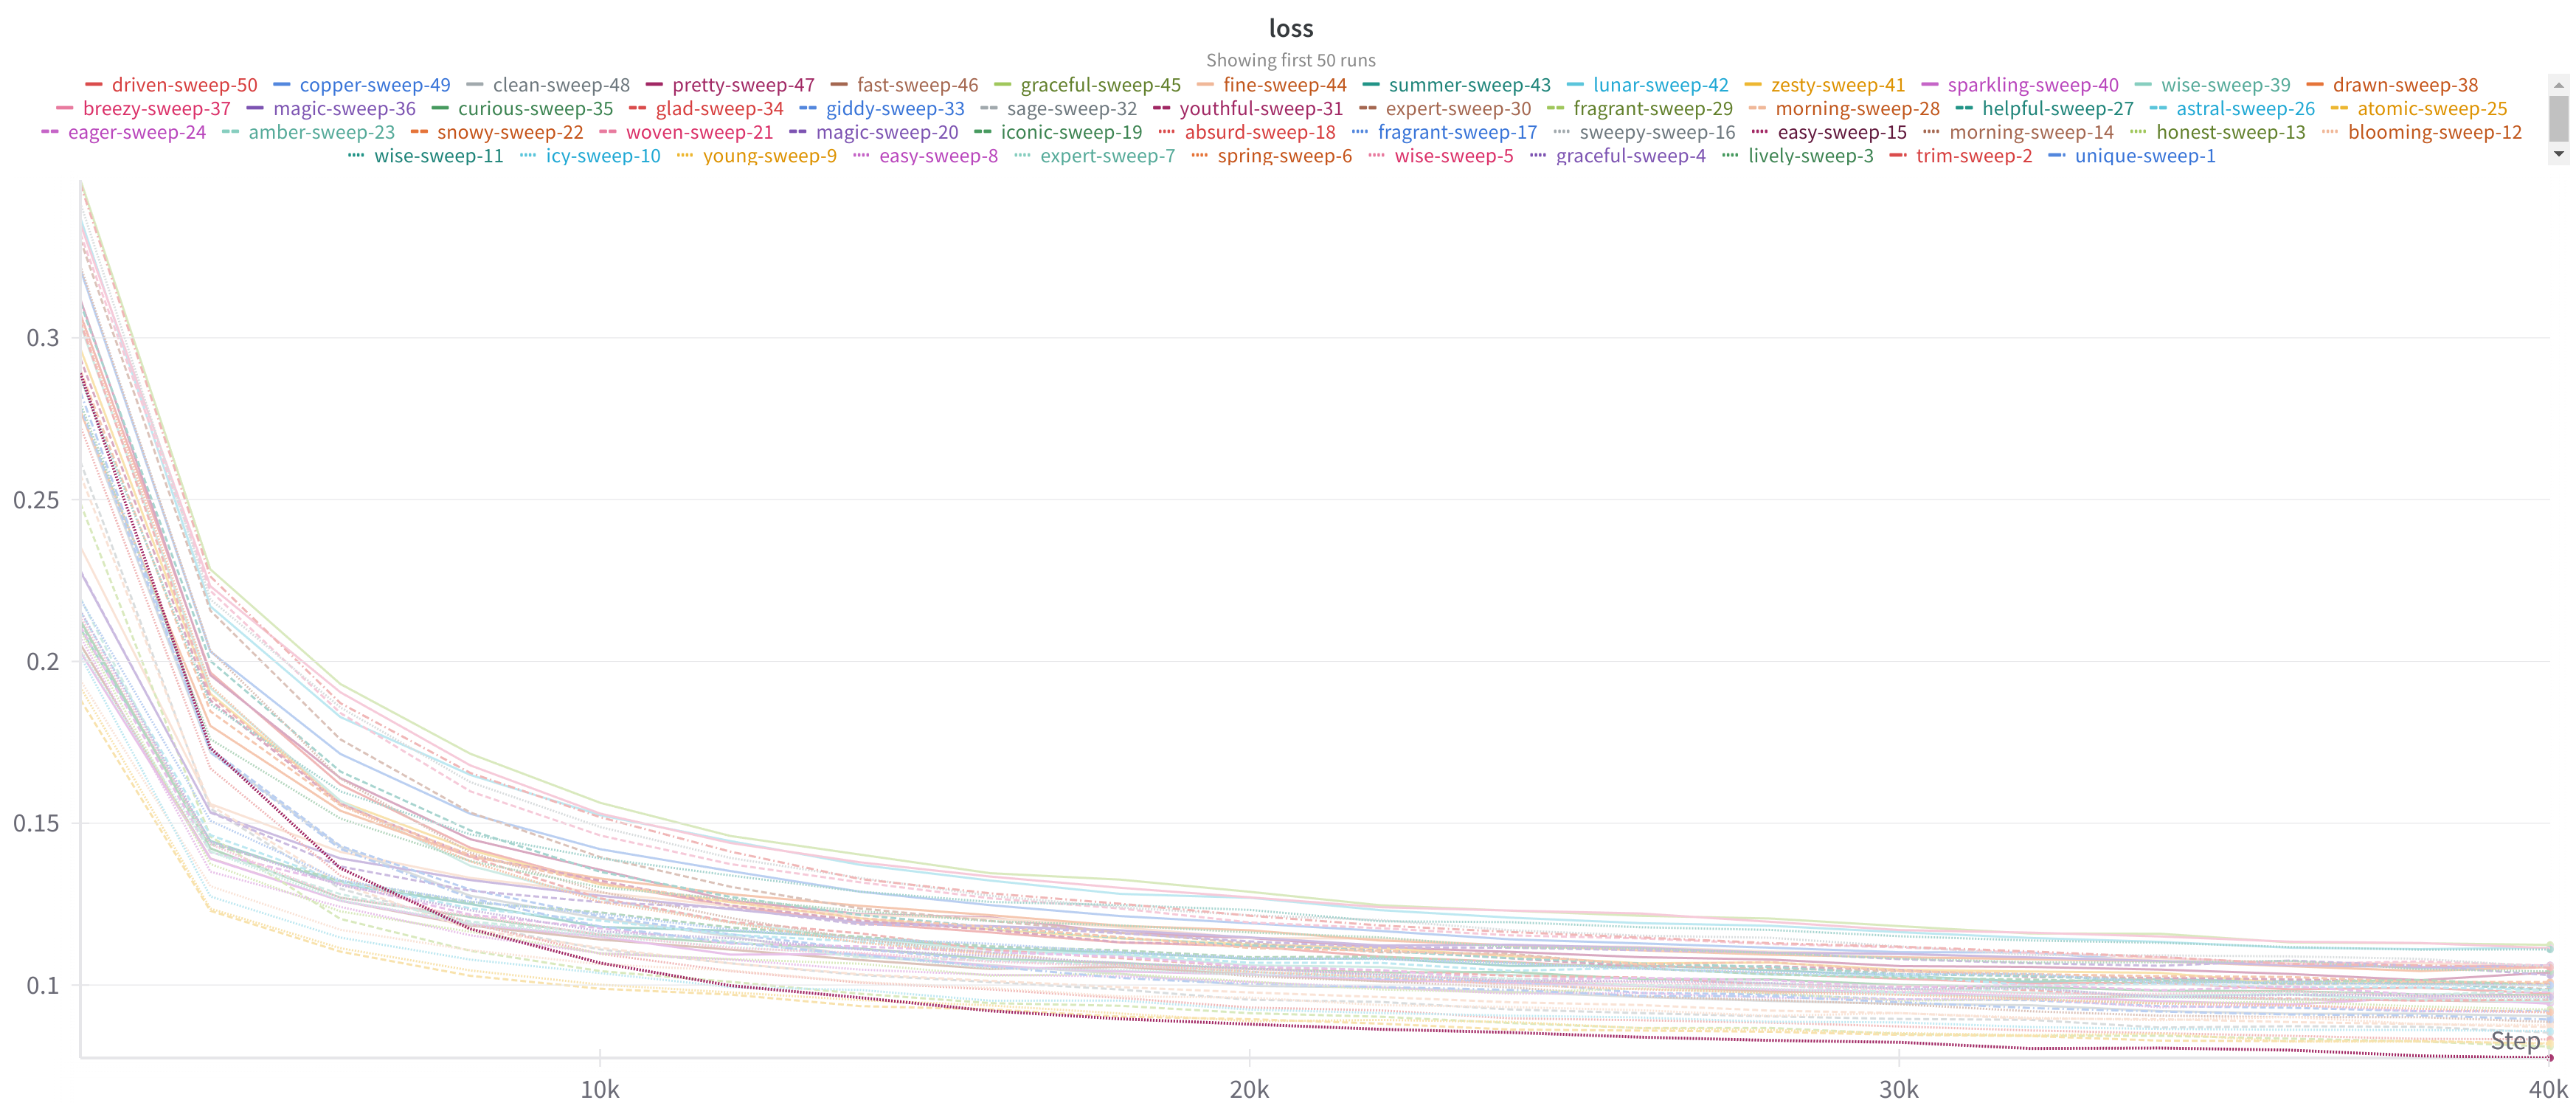 loss
Showing first 50 runs
driven-sweep-50 copper-sweep-49 clean-sweep-48 pretty-sweep-47 fast-sweep-46 graceful-sweep-45 fine-sweep-44 summer-sweep-43 lunar-sweep-42 zesty-sweep-41 sparkling-sweep-40 wise-sweep-39 drawn-sweep-38
breezy-sweep-37 magic-sweep-36 curious-sweep-35 glad-sweep-34 giddy-sweep-33 sage-sweep-32 youthful-sweep-31 expert-sweep-30 fragrant-sweep-29 morning-sweep-28 helpful-sweep-27 astral-sweep-26 atomic-sweep-25
eager-sweep-24 amber-sweep-23 snowy-sweep-22 woven-sweep-21 magic-sweep-20 iconic-sweep-19 absurd-sweep-18 fragrant-sweep-17 sweepy-sweep-16 easy-sweep-15 morning-sweep-14 honest-sweep-13 blooming-sweep-12
wise-sweep-11 icy-sweep-10 young-sweep-9 easy-sweep-8 expert-sweep-7 spring-sweep-6 wise-sweep-5 graceful-sweep-4 lively-sweep-3 trim-sweep-2 unique-sweep-1
0.3
0.25
0.2
0.15
0.1
Step
10k 20k 30k 40k